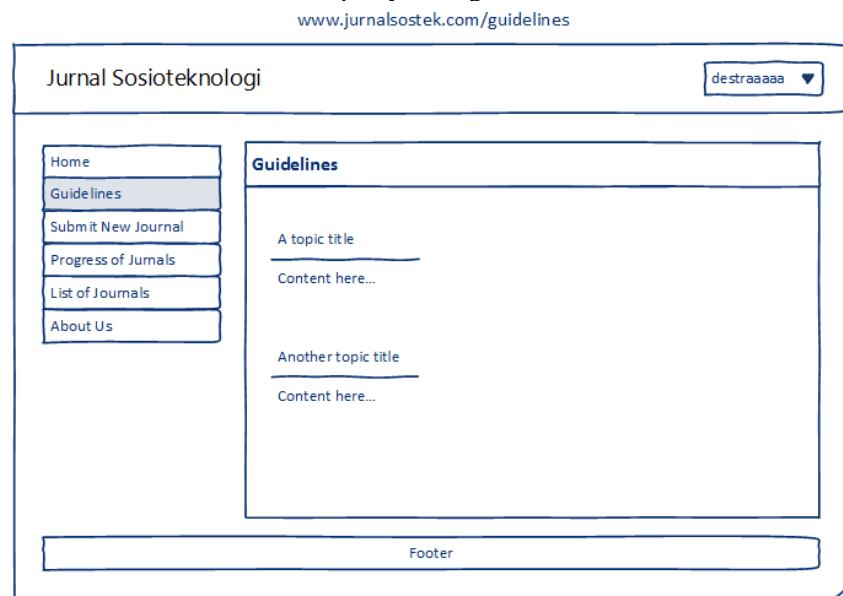 www.jurnalsostek.com/guidelines
Jurnal Sosioteknologi
destraaaaa
Home
Guidelines
Submit New Journal
Progress of Jurnals
List of Journals
About Us
Guidelines
A topic title
Content here...
Another topic title
Content here...
Footer